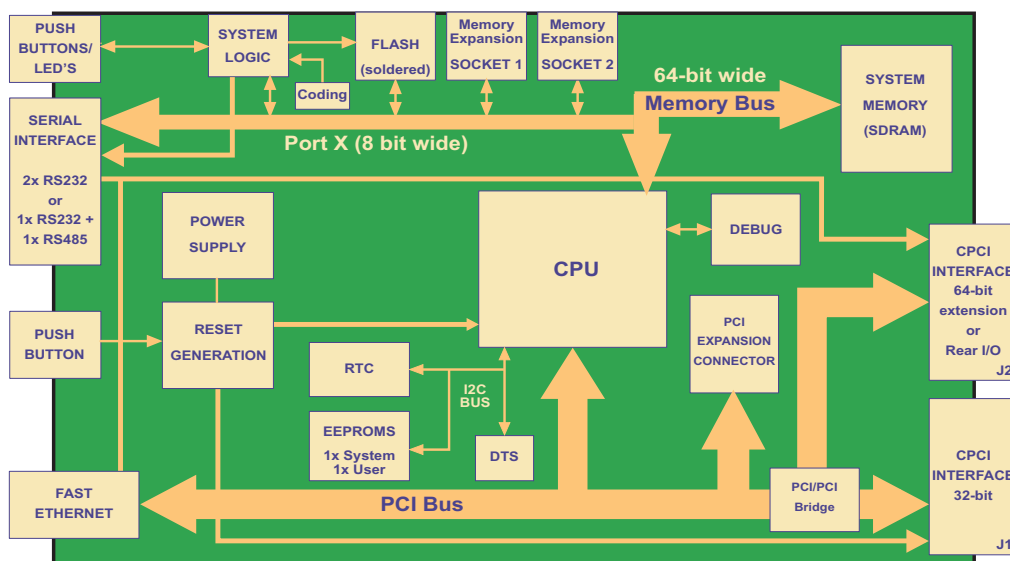 PUSH
BUTTONS/
LED'S
SYSTEM
LOGIC
FLASH
(soldered)
Memory
Expansion
SOCKET 1
Memory
Expansion
SOCKET 2
Coding
64-bit wide
Memory Bus
SYSTEM
MEMORY
(SDRAM)
SERIAL
INTERFACE
2x RS232
or
1x RS232 +
1x RS485
Port X (8 bit wide)
POWER
SUPPLY
CPU
DEBUG
CPCI
INTERFACE
64-bit
extension
or
Rear I/O
J2
PUSH
BUTTON
RESET
GENERATION
PCI
EXPANSION
CONNECTOR
RTC
I2C
BUS
EEPROMS
1x System
1x User
DTS
CPCI
INTERFACE
32-bit
J1
FAST
ETHERNET
PCI Bus
PCI/PCI
Bridge